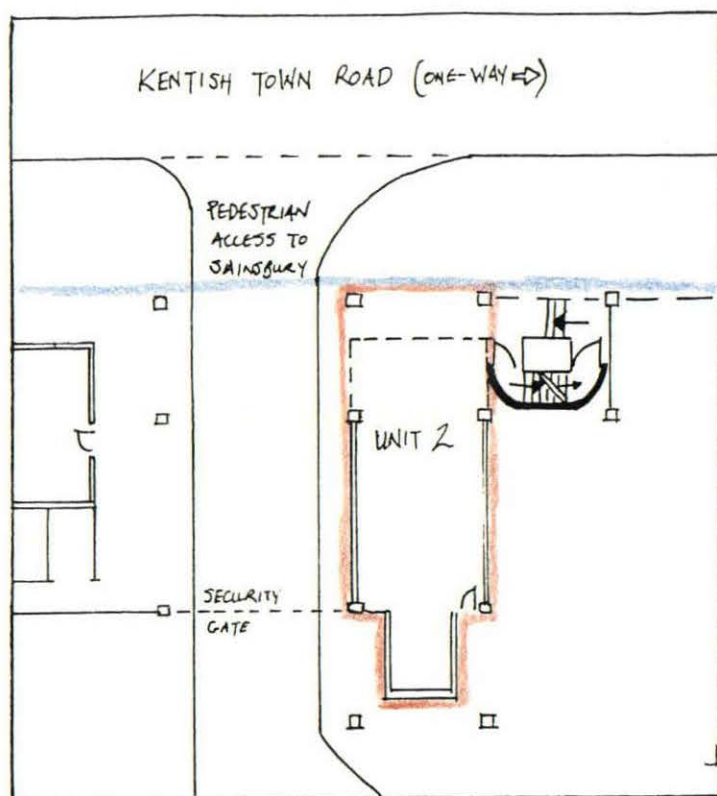 KENTISH TOWN ROAD (ONE-WAY ⇨)
PEDESTRIAN
ACCESS TO
SAINSBURY
UNIT 2
SECURITY
GATE